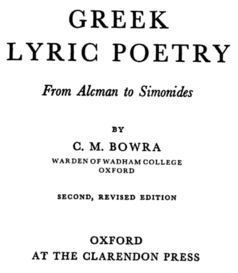 GREEK
LYRIC POETRY
From Alcman to Simonides
BY
C. M. BOWRA
WARDEN OF WADHAM COLLEGE
OXFORD
SECOND, REVISED EDITION
OXFORD
AT THE CLARENDON PRESS